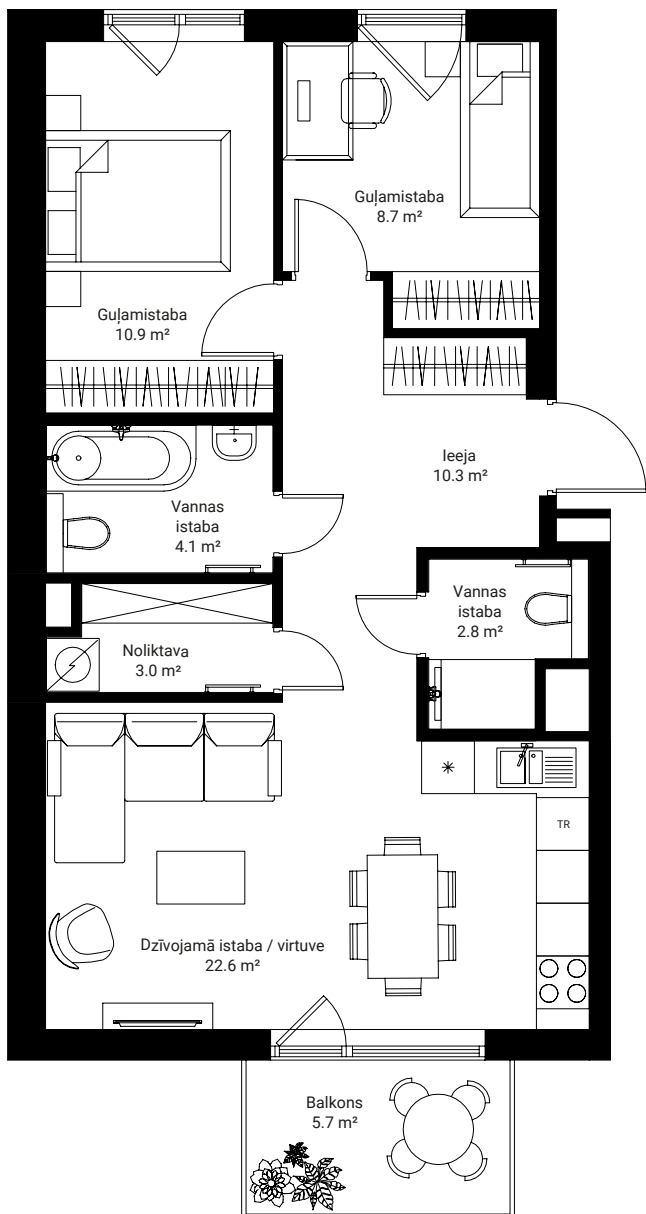 Guļamistaba
8.7 m²
Guļamistaba
10.9 m²
Ieeja
10.3 m²
Vannas
istaba
4.1 m²
Vannas
istaba
2.8 m²
Noliktava
3.0 m²
TR
Dzīvojamā istaba / virtuve
22.6 m²
Balkons
5.7 m²